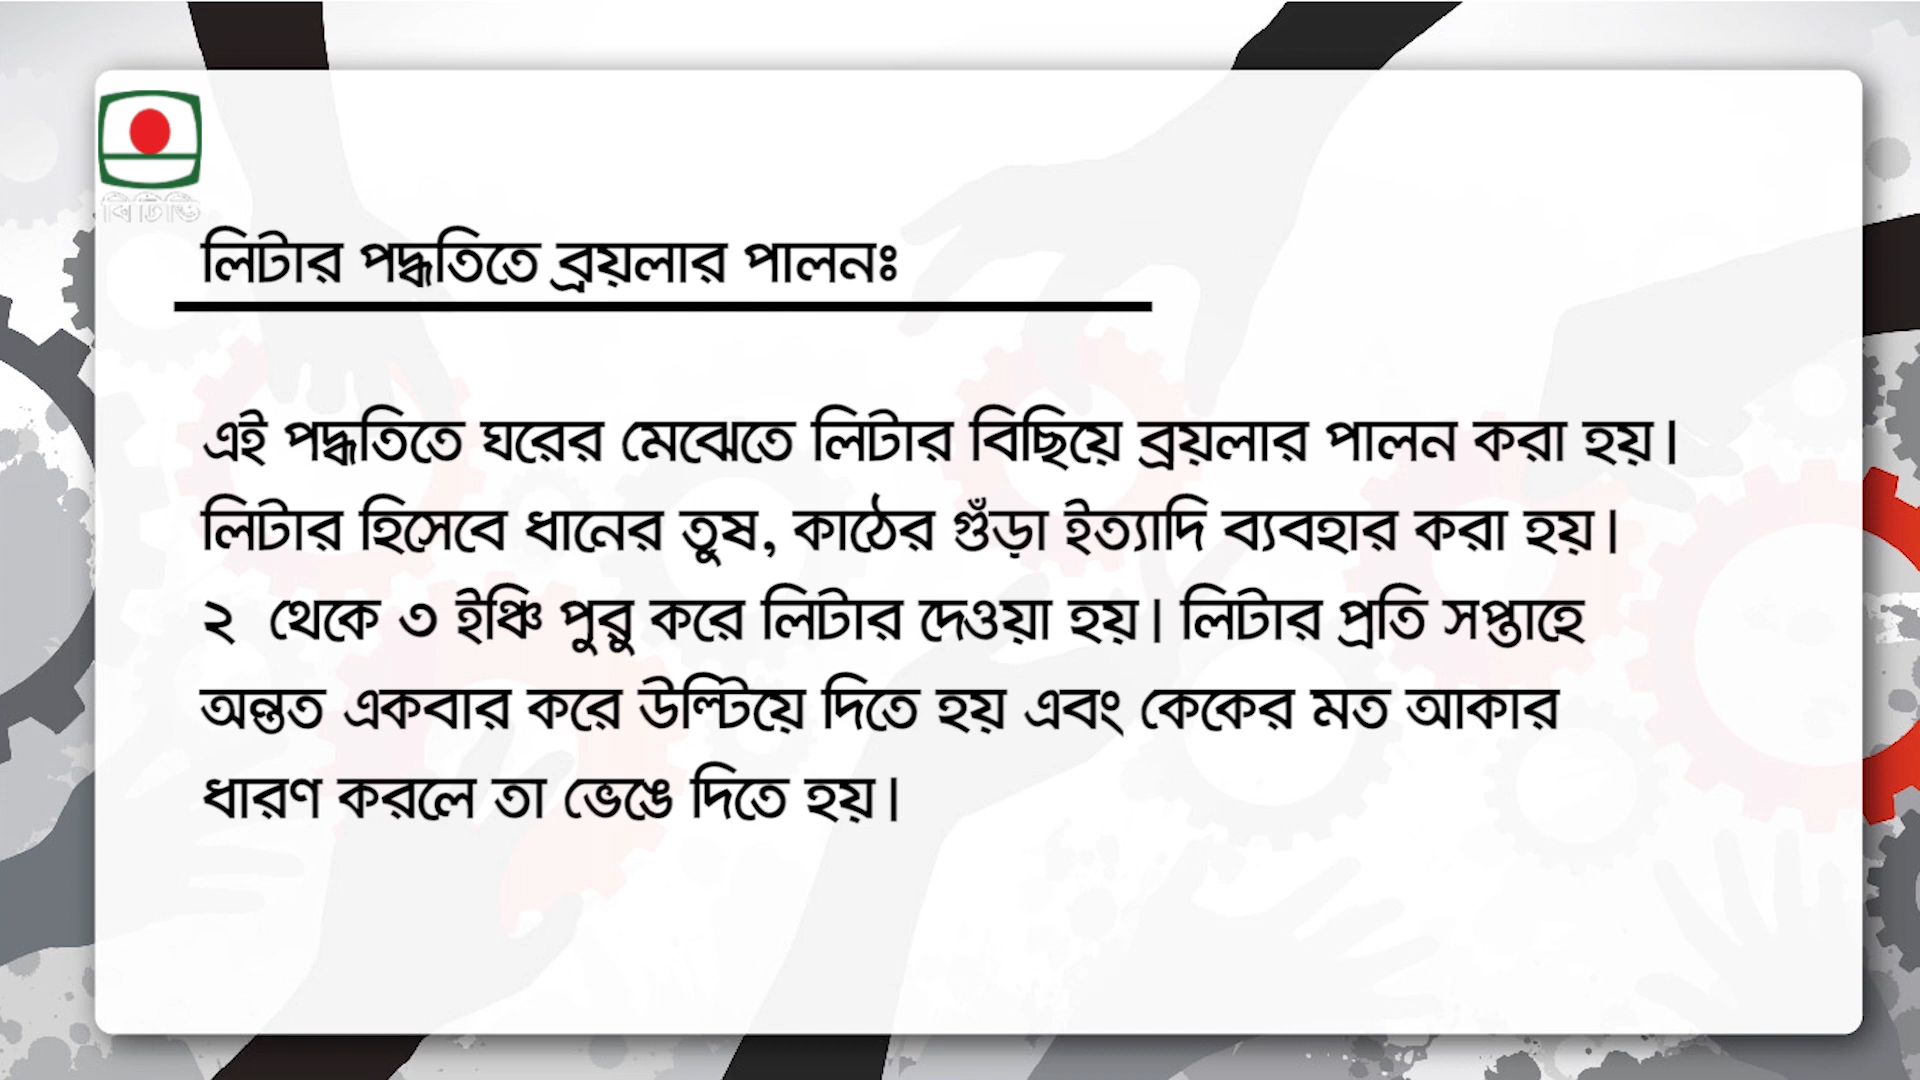 বিটিভি
লিটার পদ্ধতিতে ব্রয়লার পালনঃ
এই পদ্ধতিতে ঘরের মেঝেতে লিটার বিছিয়ে ব্রয়লার পালন করা হয়।
লিটার হিসেবে ধানের তুষ, কাঠের গুঁড়া ইত্যাদি ব্যবহার করা হয়।
২ থেকে ৩ ইঞ্চি পুরু করে লিটার দেওয়া হয়। লিটার প্রতি সপ্তাহে
অন্তত একবার করে উল্টিয়ে দিতে হয় এবং কেকের মত আকার
ধারণ করলে তা ভেঙে দিতে হয়।